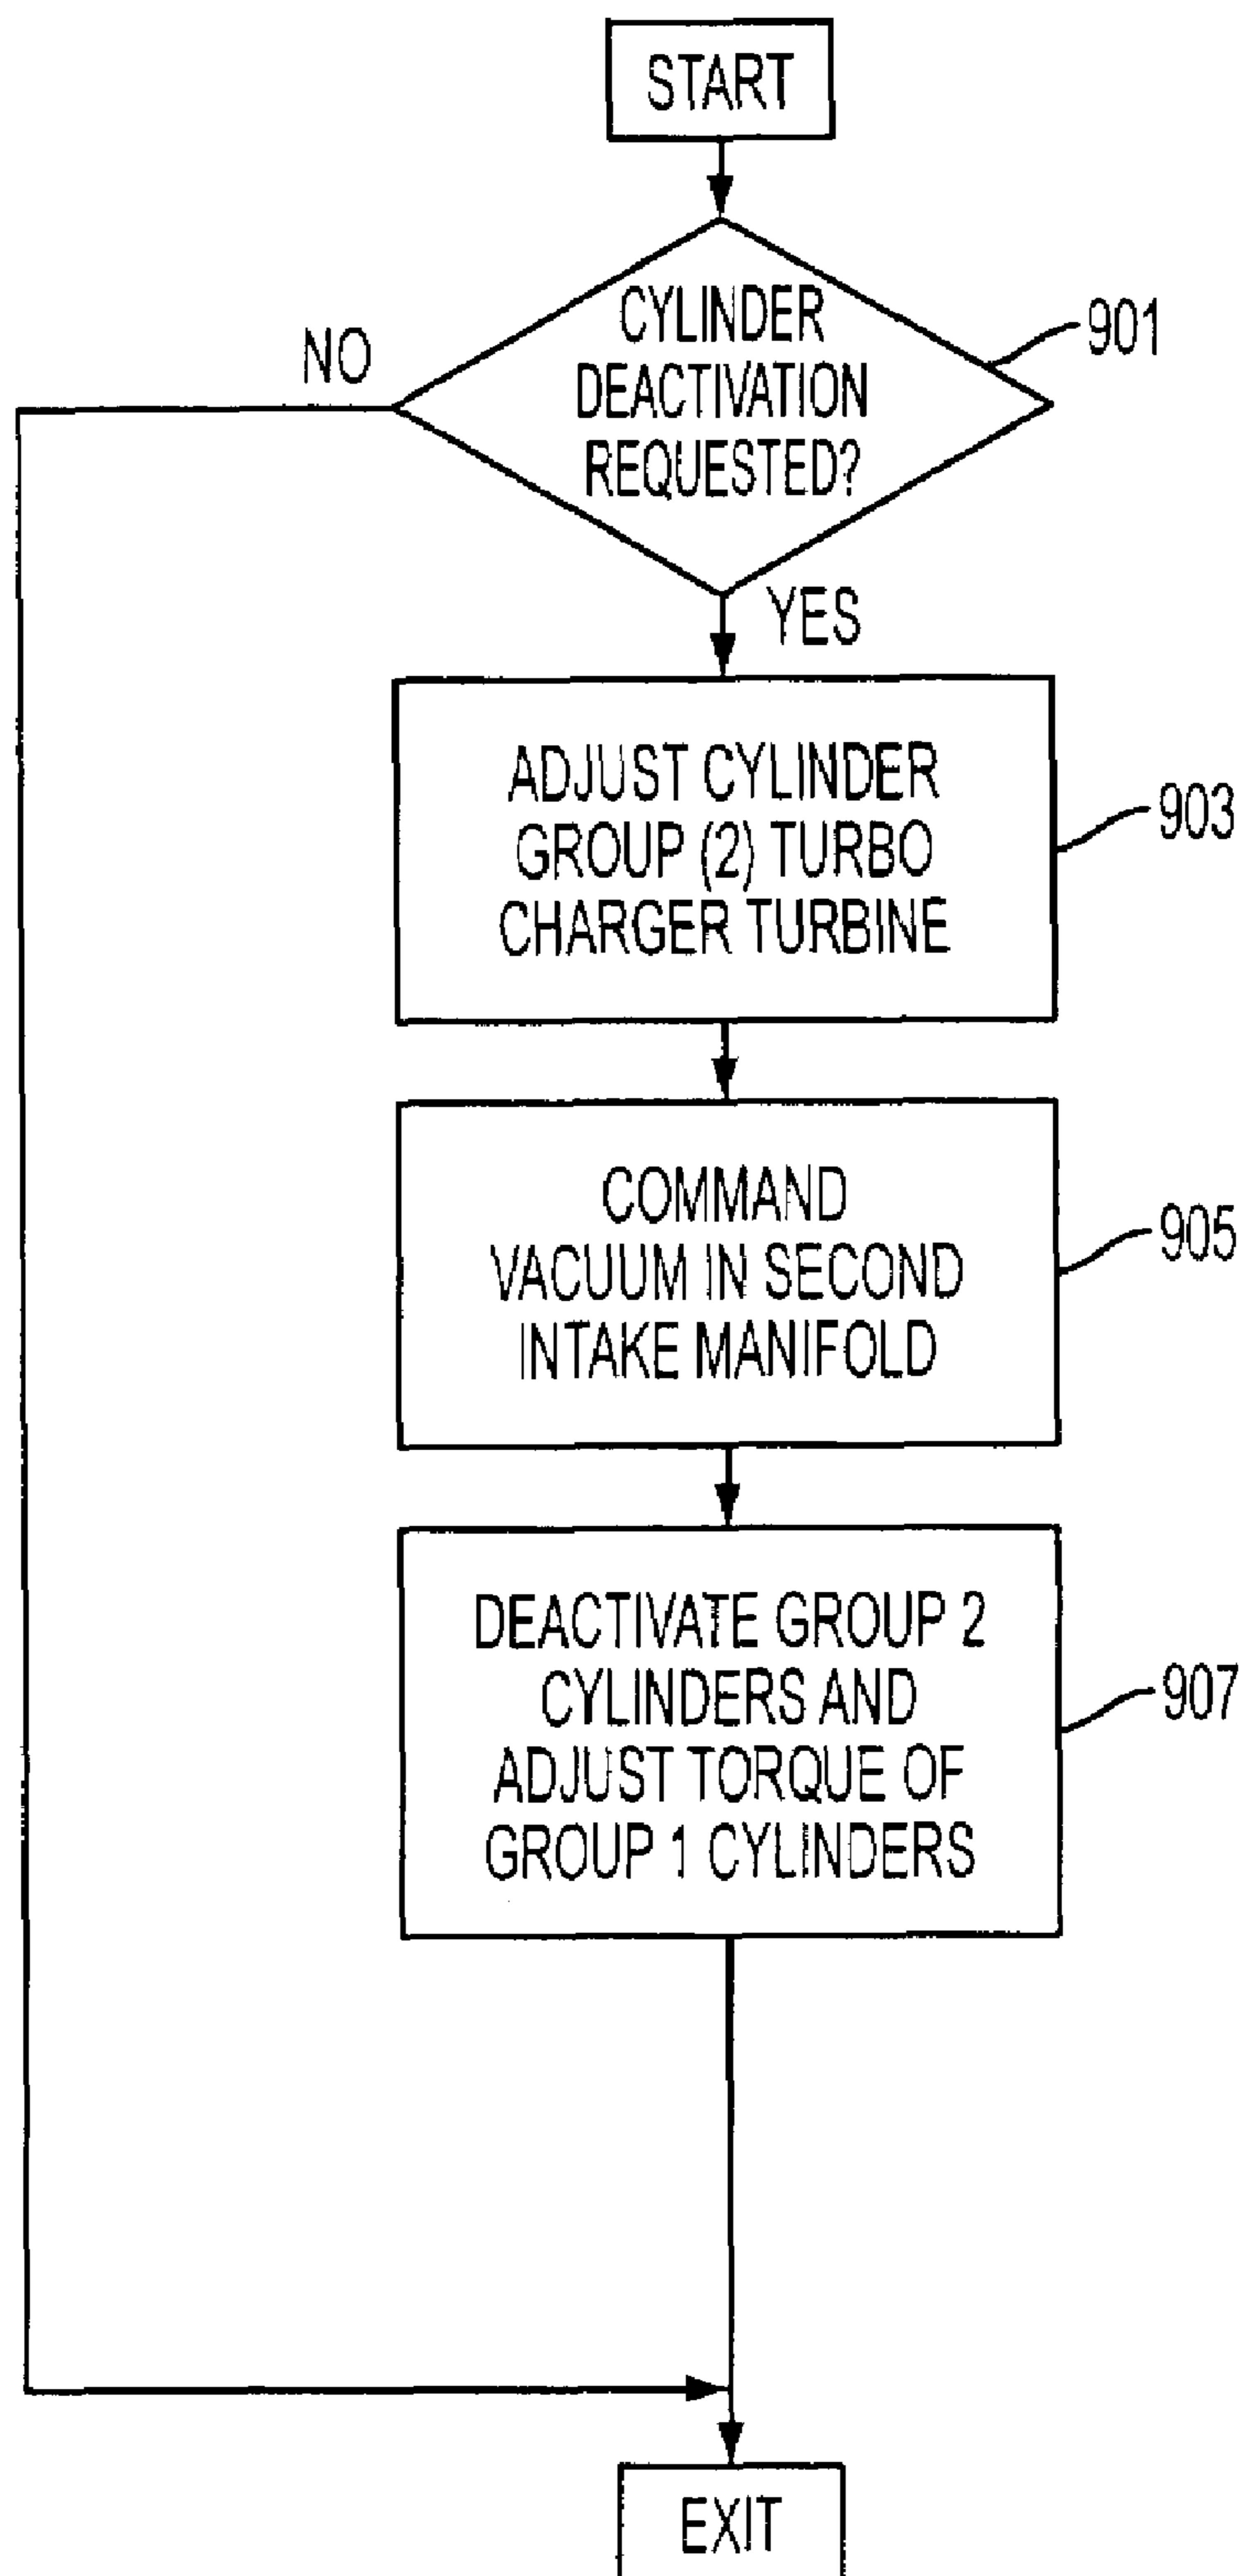 START
CYLINDER
DEACTIVATION
REQUESTED?
901
NO
YES
ADJUST CYLINDER
GROUP (2) TURBO
CHARGER TURBINE
903
COMMAND
VACUUM IN SECOND
INTAKE MANIFOLD
905
DEACTIVATE GROUP 2
CYLINDERS AND
ADJUST TORQUE OF
GROUP 1 CYLINDERS
907
EXIT